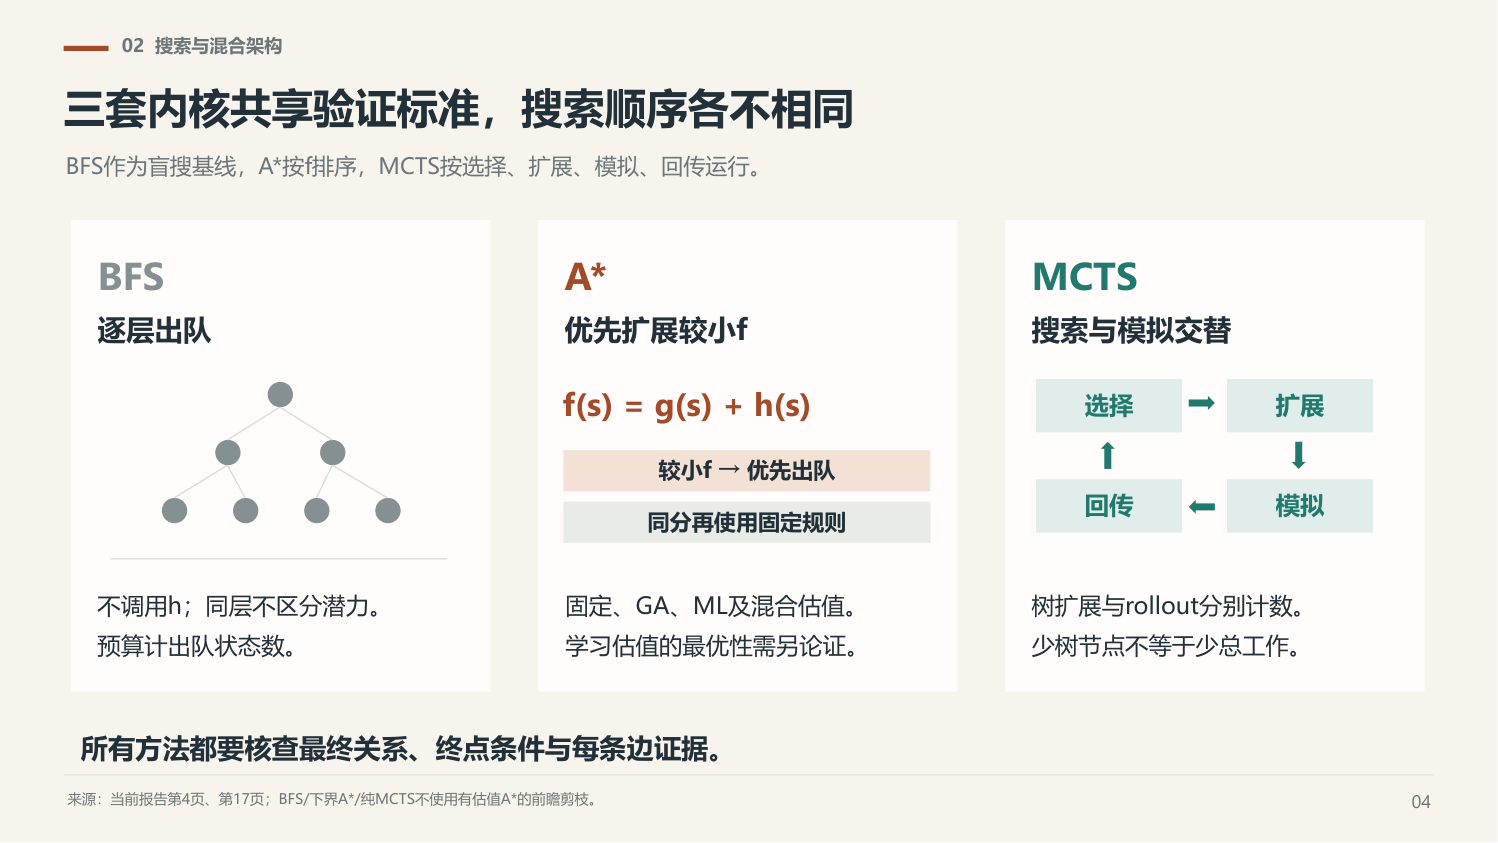 02 搜索与混合架构
三套内核共享验证标准，搜索顺序各不相同
BFS作为盲搜基线，A*按f排序，MCTS按选择、扩展、模拟、回传运行。
BFS
逐层出队
不调用h；同层不区分潜力。
预算计出队状态数。
A*
优先扩展较小f
f(s) = g(s) + h(s)
较小f → 优先出队
同分再使用固定规则
固定、GA、ML及混合估值。
学习估值的最优性需另论证。
MCTS
搜索与模拟交替
选择
扩展
回传
模拟
树扩展与rollout分别计数。
少树节点不等于少总工作。
所有方法都要核查最终关系、终点条件与每条边证据。
来源：当前报告第4页、第17页；BFS/下界A*/纯MCTS不使用有估值A*的前瞻剪枝。
04